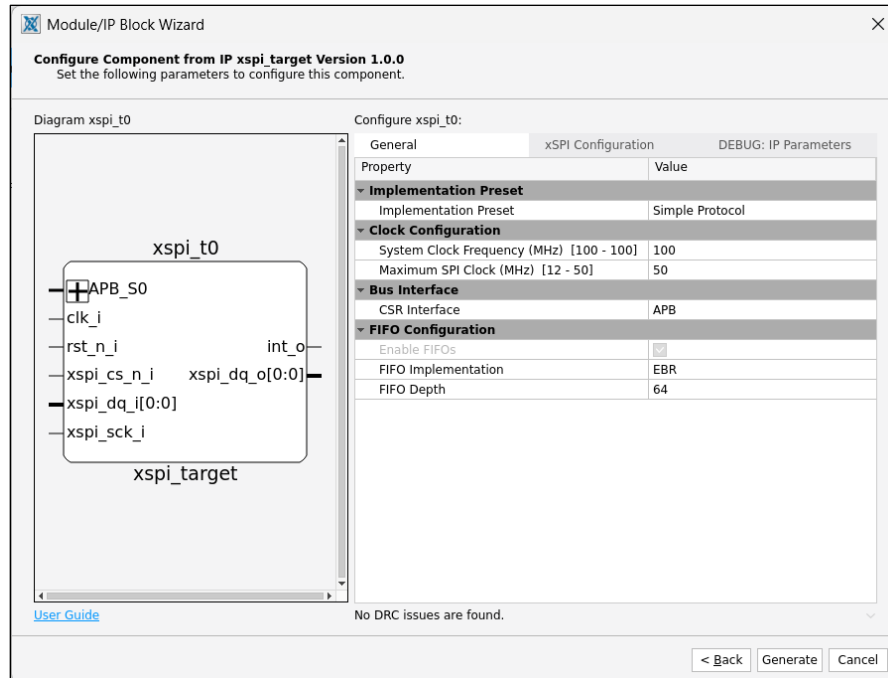 Module/IP Block Wizard
Configure Component from IP xspi_target Version 1.0.0
Set the following parameters to configure this component.
Diagram xspi_t0
xspi_t0
APB_S0
clk_i
rst_n_i int_o
xspi_cs_n_i xspi_dq_o[0:0]
xspi_dq_i[0:0]
xspi_sck_i
xspi_target
User Guide
Configure xspi_t0:
General xSPI Configuration DEBUG: IP Parameters
Property Value
Implementation Preset
Implementation Preset Simple Protocol
Clock Configuration
System Clock Frequency (MHz) [100 - 100] 100
Maximum SPI Clock (MHz) [12 - 50] 50
Bus Interface
CSR Interface APB
FIFO Configuration
Enable FIFOs
FIFO Implementation EBR
FIFO Depth 64
No DRC issues are found.
< Back Generate Cancel